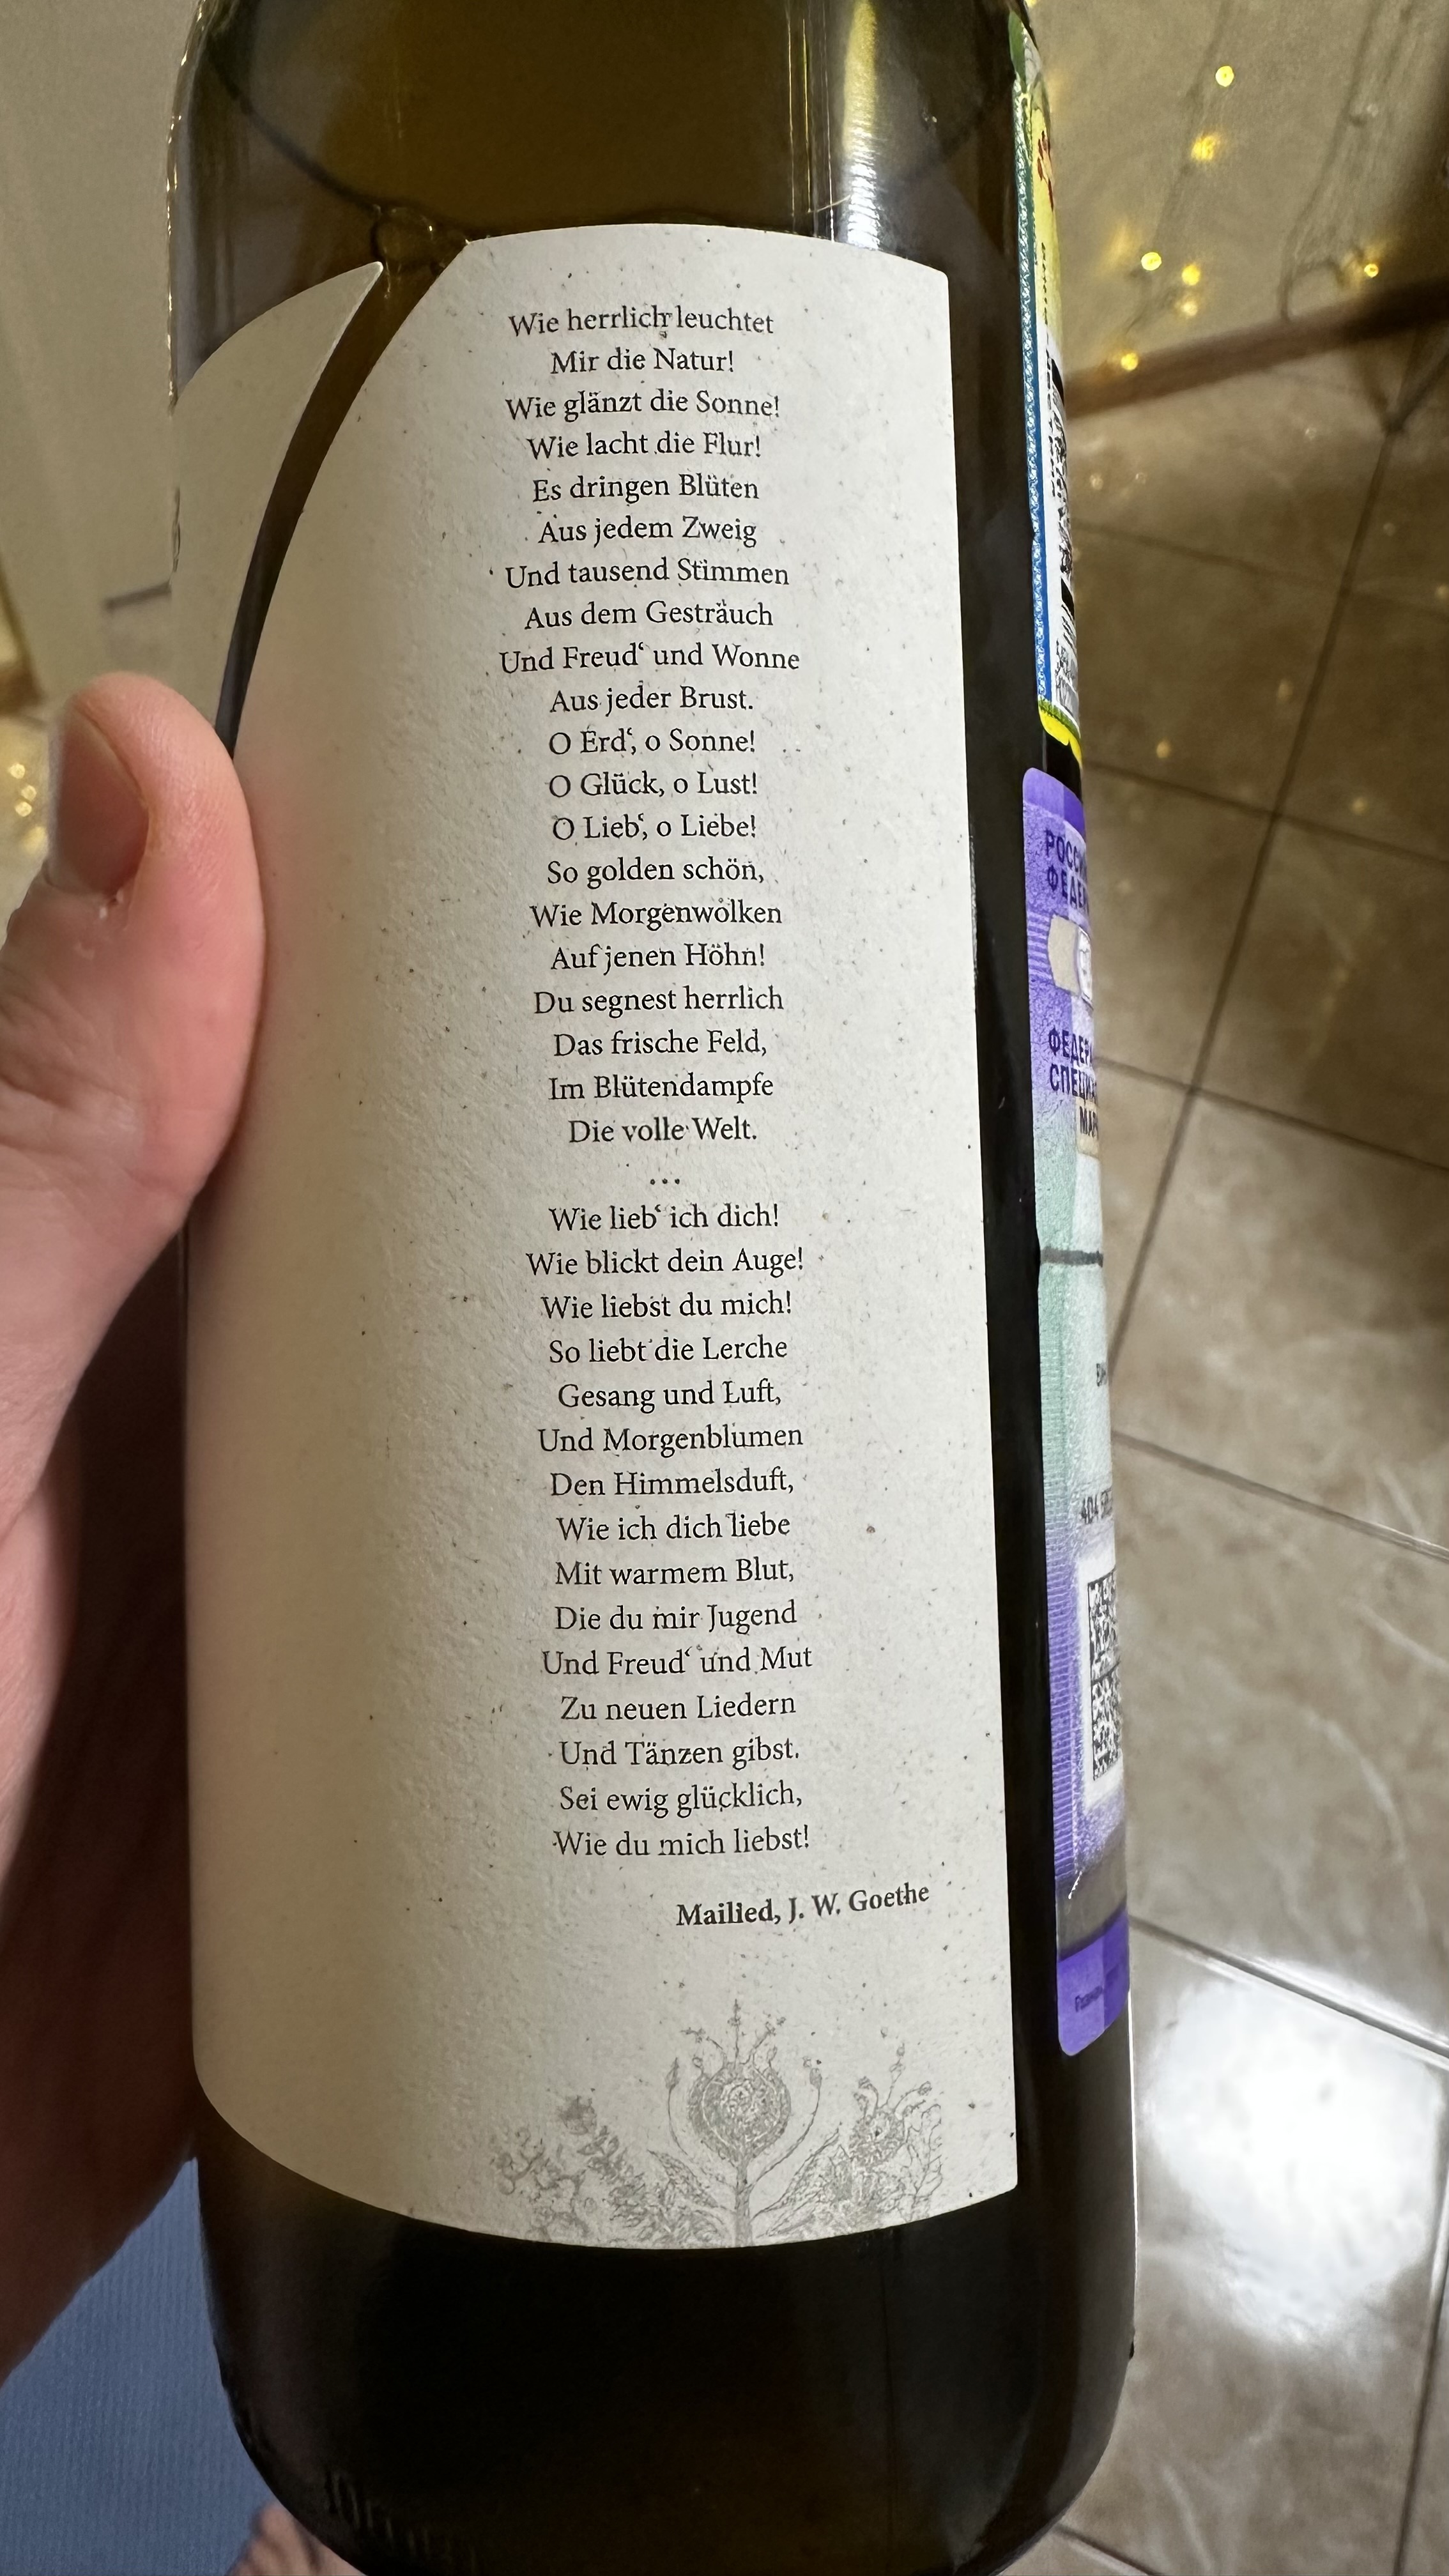 Wie herrlich leuchtet
Mir die Natur!
Wie glänzt die Sonne!
Wie lacht die Flur!
Es dringen Blüten
Aus jedem Zweig
Und tausend Stimmen
Aus dem Gesträuch
Und Freud‘ und Wonne
Aus jeder Brust.
O Erd‘, o Sonne!
O Glück, o Lust!
O Lieb‘, o Liebe!
So golden schön,
Wie Morgenwolken
Auf jenen Höhn!
Du segnest herrlich
Das frische Feld,
Im Blütendampfe
Die volle Welt.
...
Wie lieb‘ ich dich!
Wie blickt dein Auge!
Wie liebst du mich!
So liebt die Lerche
Gesang und Luft,
Und Morgenblumen
Den Himmelsduft,
Wie ich dich liebe
Mit warmem Blut,
Die du mir Jugend
Und Freud‘ und Mut
Zu neuen Liedern
Und Tänzen gibst.
Sei ewig glücklich,
Wie du mich liebst!
Mailied, J. W. Goethe